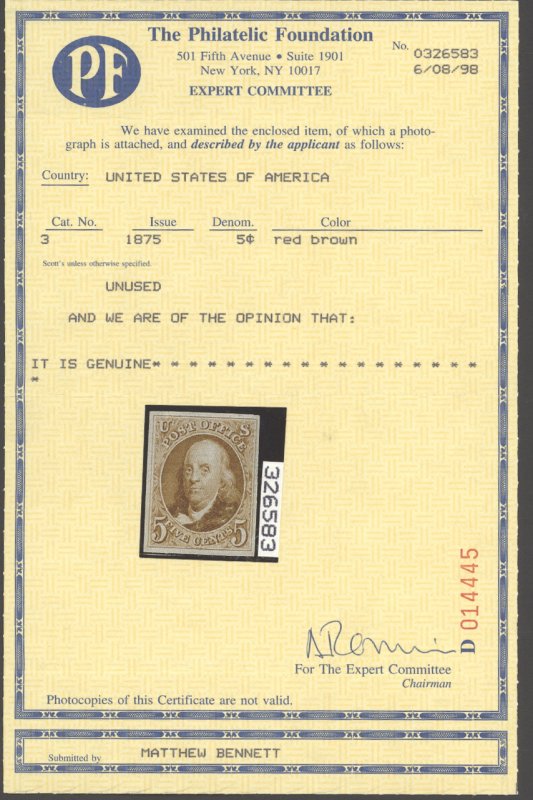 PF
The Philatelic Foundation
501 Fifth Avenue • Suite 1901
New York, NY 10017
EXPERT COMMITTEE
No. 0326583
6/08/98
We have examined the enclosed item, of which a photo-
graph is attached, and described by the applicant as follows:
Country: UNITED STATES OF AMERICA
Cat. No. Issue Denom. Color
3 1875 5¢ red brown
Scott's unless otherwise specified.
UNUSED
AND WE ARE OF THE OPINION THAT:
IT IS GENUINE* * * * * * * * * * * * * * * * * *
*
U S
POST OFFICE
5 FIVE CENTS 5
326583
D 014445
For The Expert Committee
Chairman
Photocopies of this Certificate are not valid.
Submitted by MATTHEW BENNETT